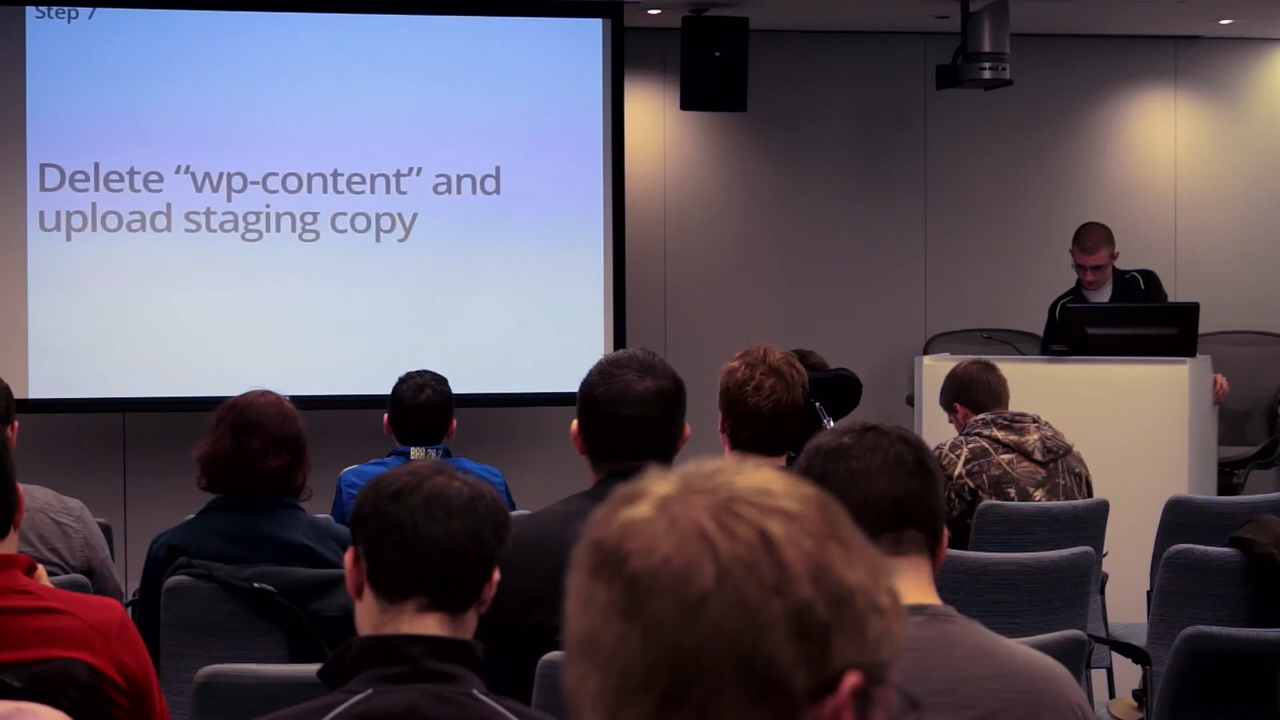 Step 7
Delete “wp-content” and
upload staging copy